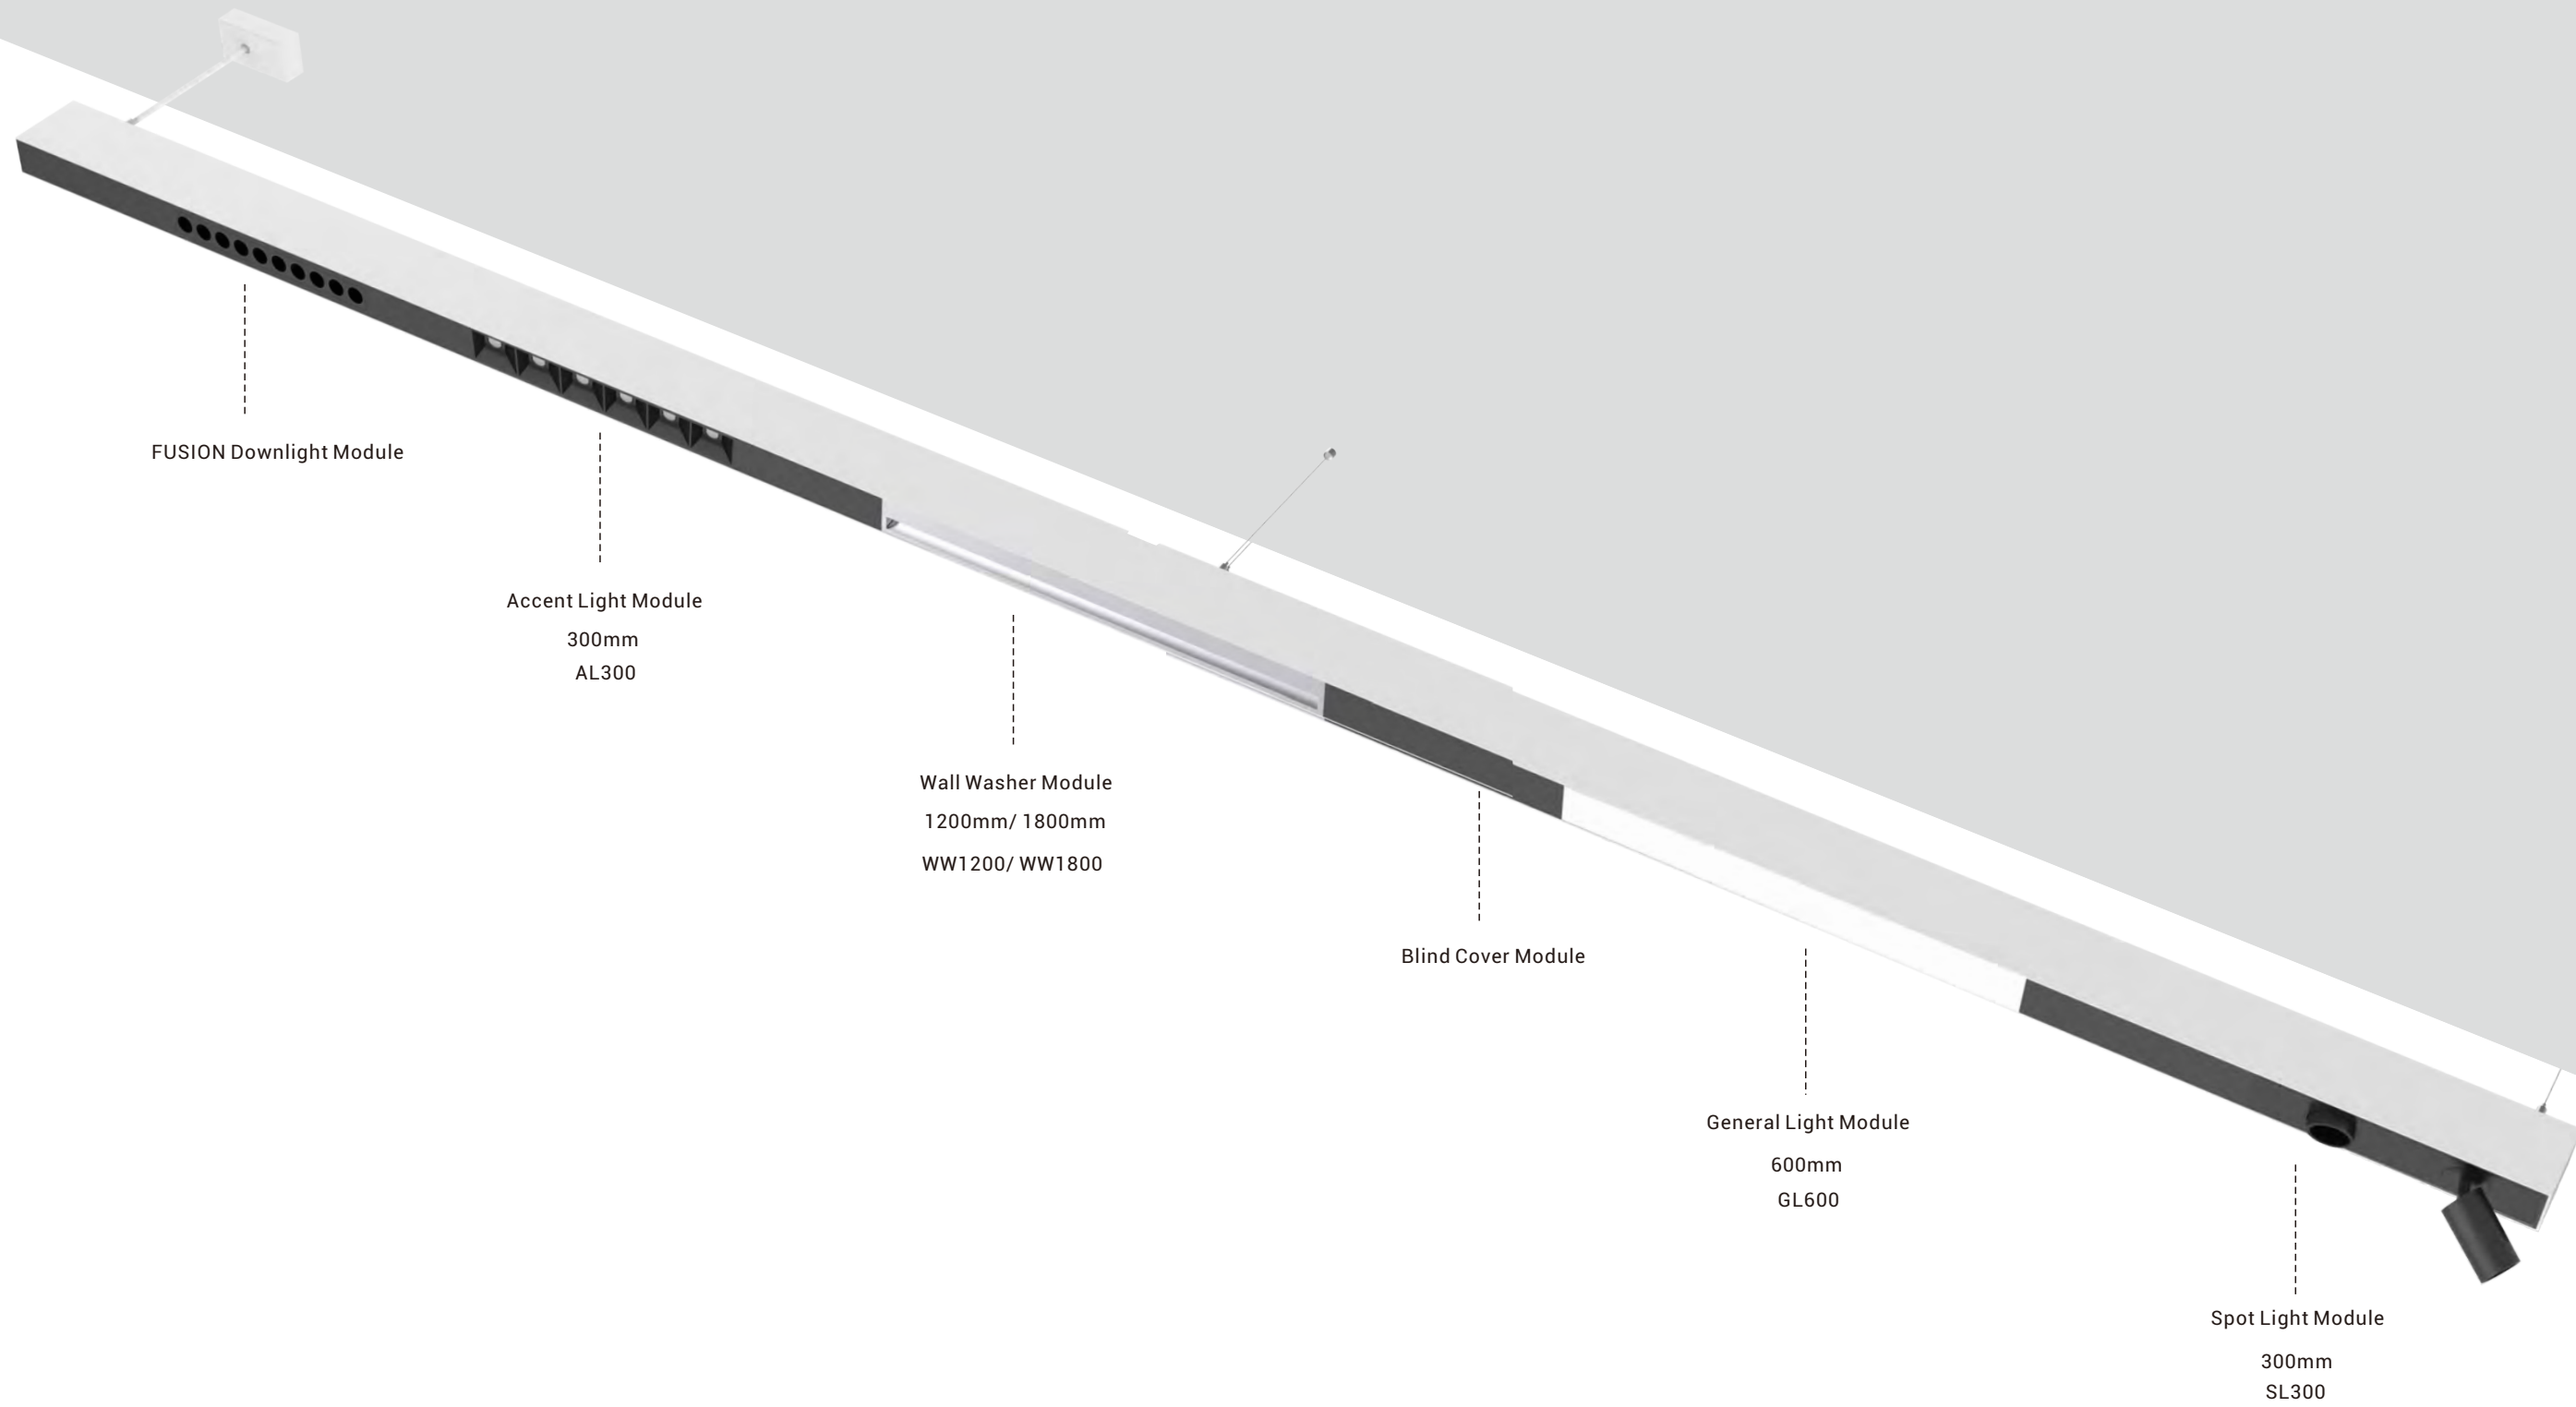 FUSION Downlight Module
Accent Light Module
300mm
AL300
Wall Washer Module
1200mm/ 1800mm
WW1200/ WW1800
Blind Cover Module
General Light Module
600mm
GL600
Spot Light Module
300mm
SL300